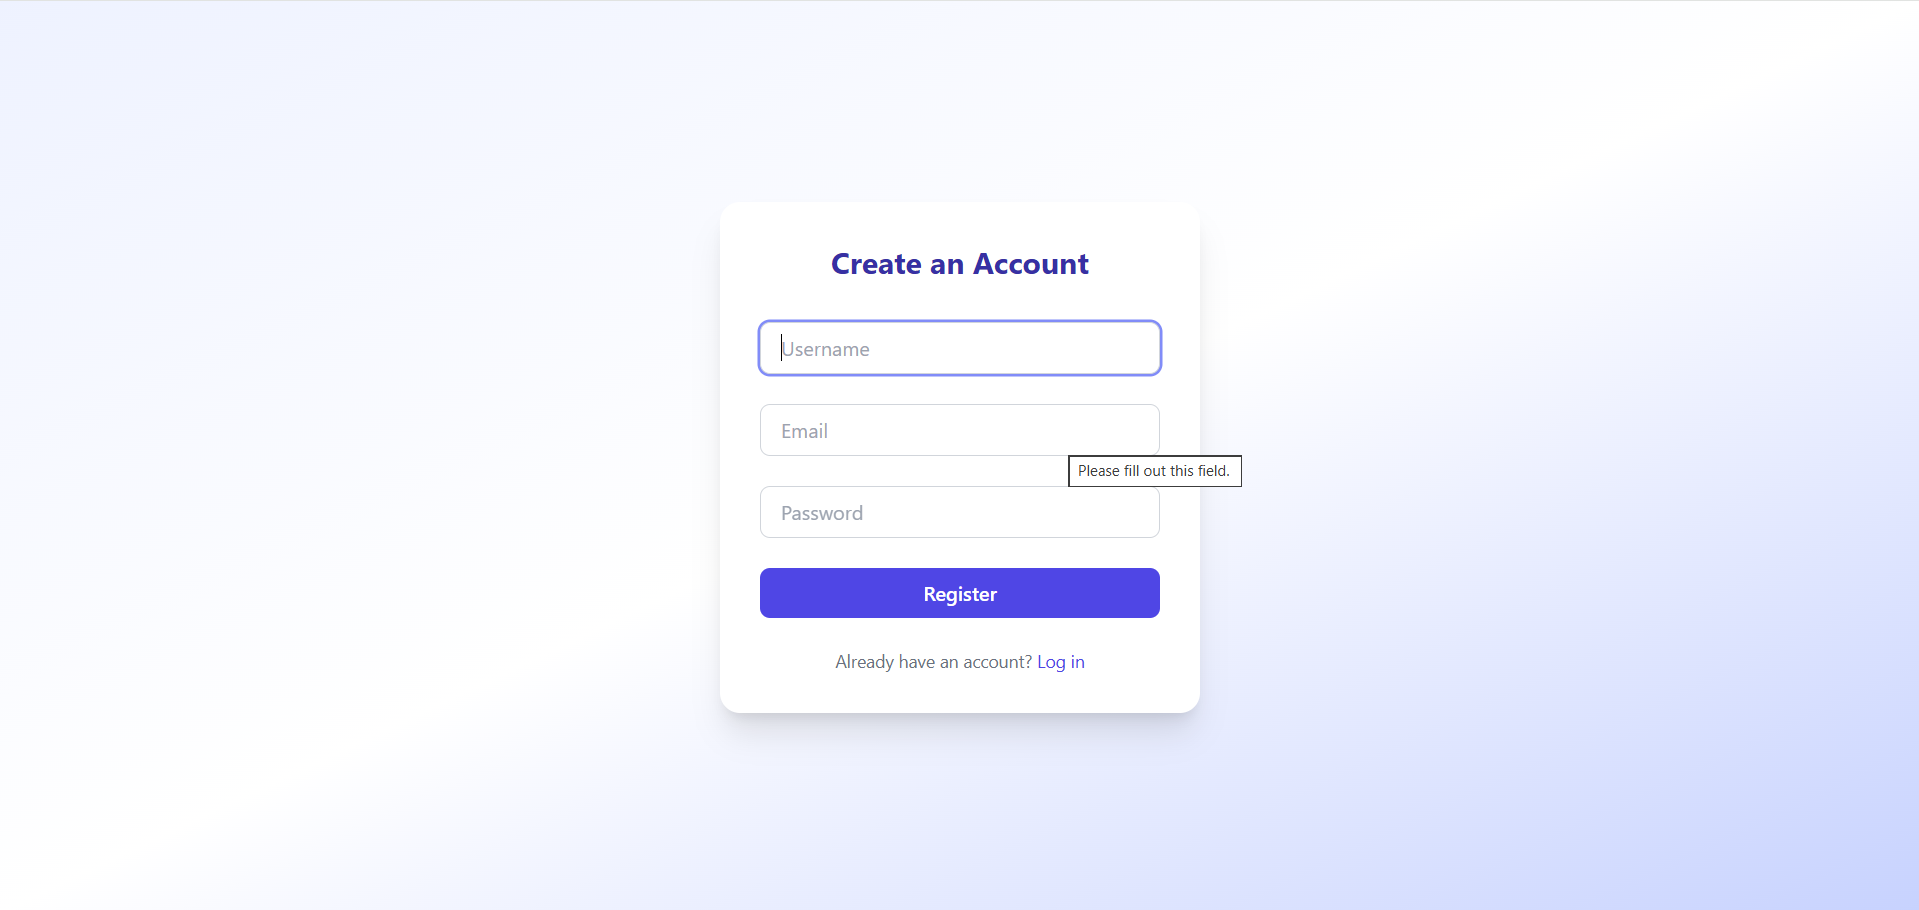 Create an Account
Username
Email
Please fill out this field.
Password
Register
Already have an account? Log in